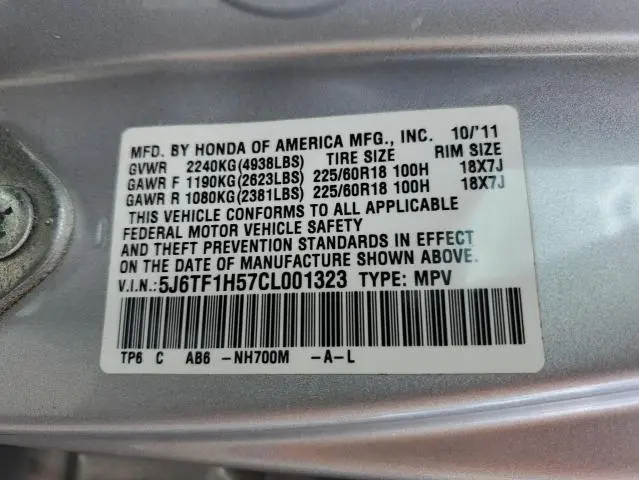 MFD. BY HONDA OF AMERICA MFG., INC. 10/'11
GVWR 2240KG(4938LBS) TIRE SIZE RIM SIZE
GAWR F 1190KG(2623LBS) 225/60R18 100H 18X7J
GAWR R 1080KG(2381LBS) 225/60R18 100H 18X7J
THIS VEHICLE CONFORMS TO ALL APPLICABLE
FEDERAL MOTOR VEHICLE SAFETY
AND THEFT PREVENTION STANDARDS IN EFFECT
ON THE DATE OF MANUFACTURE SHOWN ABOVE.
V.I.N.:5J6TF1H57CL001323 TYPE: MPV
TP6 C AB6 -NH700M -A-L